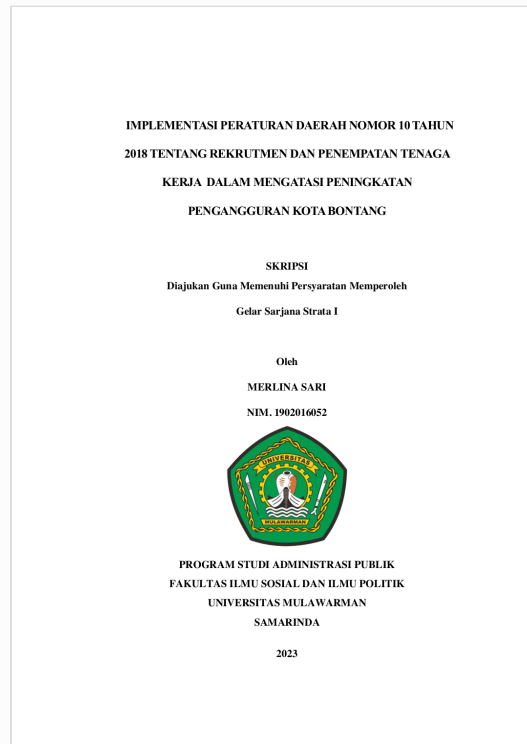 IMPLEMENTASI PERATURAN DAERAH NOMOR 10 TAHUN
2018 TENTANG REKRUTMEN DAN PENEMPATAN TENAGA
KERJA DALAM MENGATASI PENINGKATAN
PENGANGGURAN KOTA BONTANG
SKRIPSI
Diajukan Guna Memenuhi Persyaratan Memperoleh
Gelar Sarjana Strata I
Oleh
MERLINA SARI
NIM. 1902016052
UNIVERSITAS
MULAWARMAN
PROGRAM STUDI ADMINISTRASI PUBLIK
FAKULTAS ILMU SOSIAL DAN ILMU POLITIK
UNIVERSITAS MULAWARMAN
SAMARINDA
2023